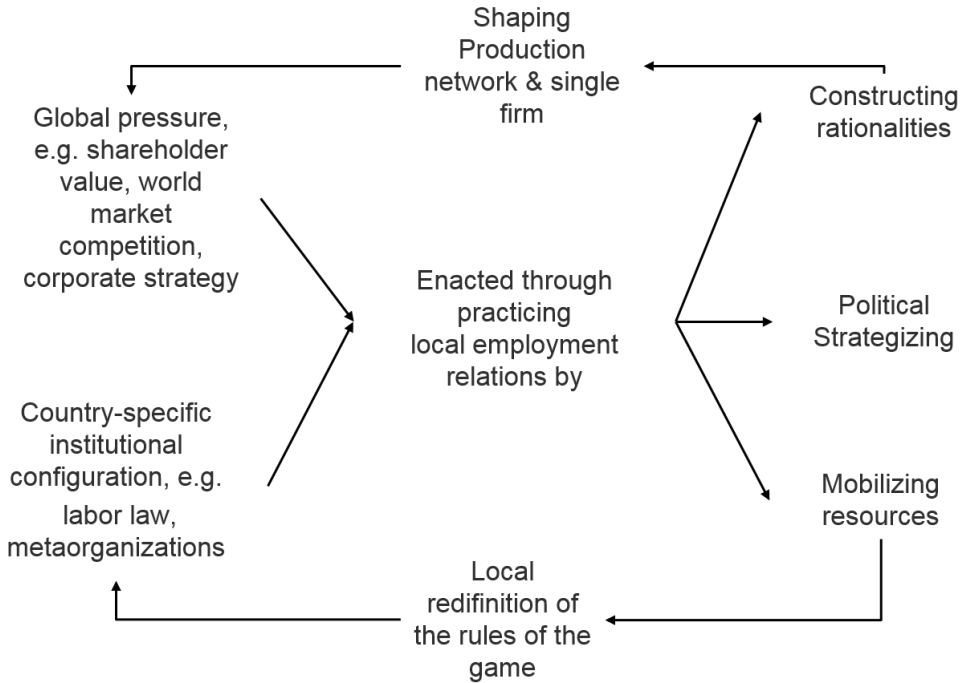 Shaping
Production
network & single
firm
Constructing
rationalities
Global pressure,
e.g. shareholder
value, world
market
competition,
corporate strategy
Enacted through
practicing
local employment
relations by
Political
Strategizing
Country-specific
institutional
configuration, e.g.
labor law,
metaorganizations
Mobilizing
resources
Local
redifinition of
the rules of the
game